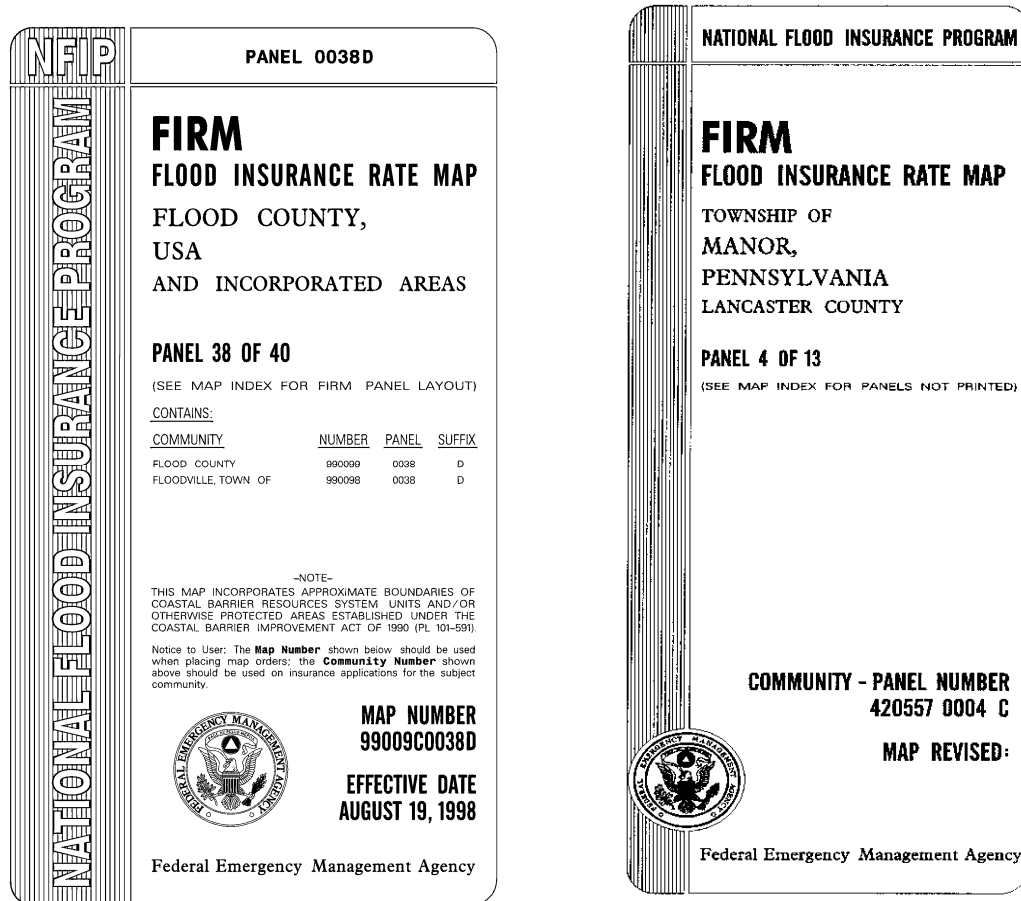 NFIP
NATIONAL FLOOD INSURANCE PROGRAM
PANEL 0038D
FIRM
FLOOD INSURANCE RATE MAP
FLOOD COUNTY,
USA
AND INCORPORATED AREAS
PANEL 38 OF 40
(SEE MAP INDEX FOR FIRM PANEL LAYOUT)
CONTAINS:
COMMUNITY NUMBER PANEL SUFFIX
FLOOD COUNTY 990099 0038 D
FLOODVILLE, TOWN OF 990098 0038 D
–NOTE–
THIS MAP INCORPORATES APPROXIMATE BOUNDARIES OF
COASTAL BARRIER RESOURCES SYSTEM UNITS AND/OR
OTHERWISE PROTECTED AREAS ESTABLISHED UNDER THE
COASTAL BARRIER IMPROVEMENT ACT OF 1990 (PL 101–591).
Notice to User: The Map Number shown below should be used
when placing map orders; the Community Number shown
above should be used on insurance applications for the subject
community.
FEDERAL EMERGENCY MANAGEMENT AGENCY
MAP NUMBER
99009C0038D
EFFECTIVE DATE
AUGUST 19, 1998
Federal Emergency Management Agency
NATIONAL FLOOD INSURANCE PROGRAM
FIRM
FLOOD INSURANCE RATE MAP
TOWNSHIP OF
MANOR,
PENNSYLVANIA
LANCASTER COUNTY
PANEL 4 OF 13
(SEE MAP INDEX FOR PANELS NOT PRINTED)
COMMUNITY - PANEL NUMBER
420557 0004 C
MAP REVISED:
FEDERAL EMERGENCY MANAGEMENT AGENCY
Federal Emergency Management Agency